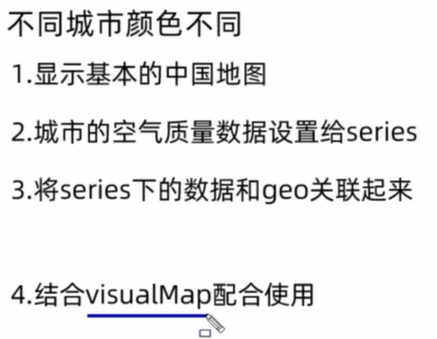 不同城市颜色不同
1.显示基本的中国地图
2.城市的空气质量数据设置给series
3.将series下的数据和geo关联起来
4.结合visualMap配合使用